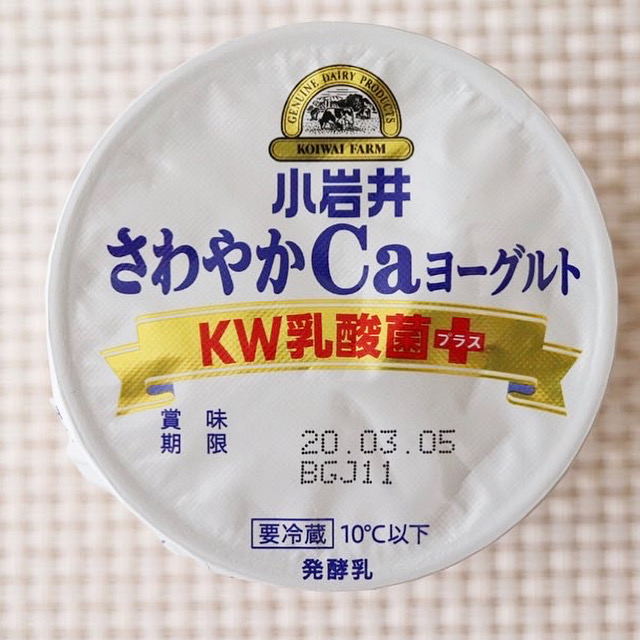 GENUINE DAIRY PRODUCTS
KOIWAI FARM
小岩井
さわやかCaヨーグルト
KW乳酸菌プラス
賞味
期限
20.03.05
BGJ11
要冷蔵 10℃以下
発酵乳